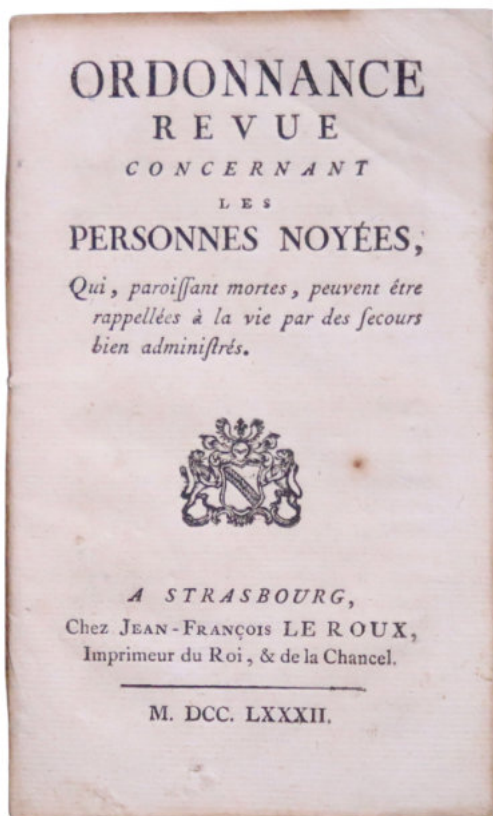 ORDONNANCE
REVUE
CONCERNANT
LES
PERSONNES NOYÉES,
Qui, paroiſſant mortes, peuvent être
rappellées à la vie par des ſecours
bien adminiſtrés.
A STRASBOURG,
Chez JEAN-FRANÇOIS LE ROUX,
Imprimeur du Roi, & de la Chancel.
M. DCC. LXXXII.